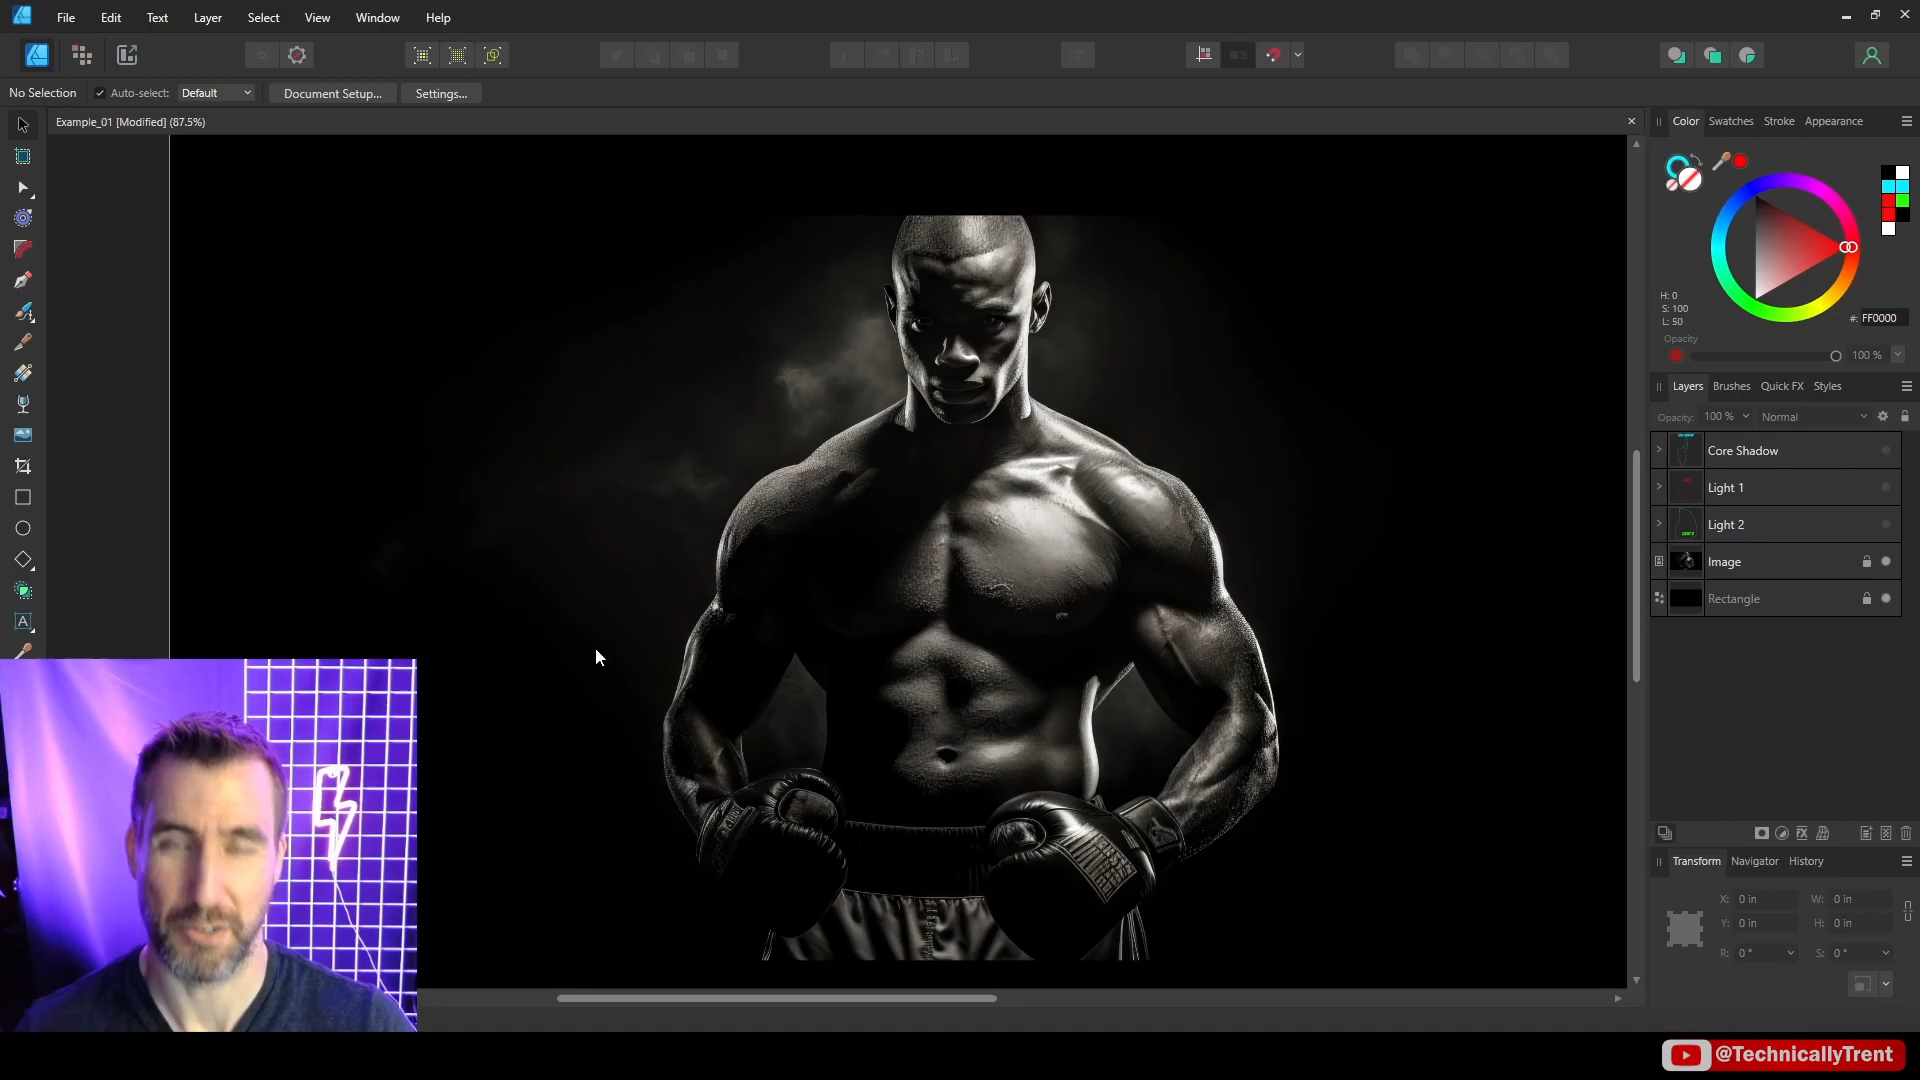 File Edit Text Layer Select View Window Help
No Selection Auto-select: Default Document Setup... Settings...
Example_01 [Modified] (87.5%)
Color Swatches Stroke Appearance
H: 0
S: 100
L: 50
#: FF0000
Opacity
100 %
Layers Brushes Quick FX Styles
Opacity: 100 % Normal
Core Shadow
Light 1
Light 2
Image
Rectangle
Transform Navigator History
X: 0 in W: 0 in
Y: 0 in H: 0 in
R: 0 ° S: 0 °
@TechnicallyTrent